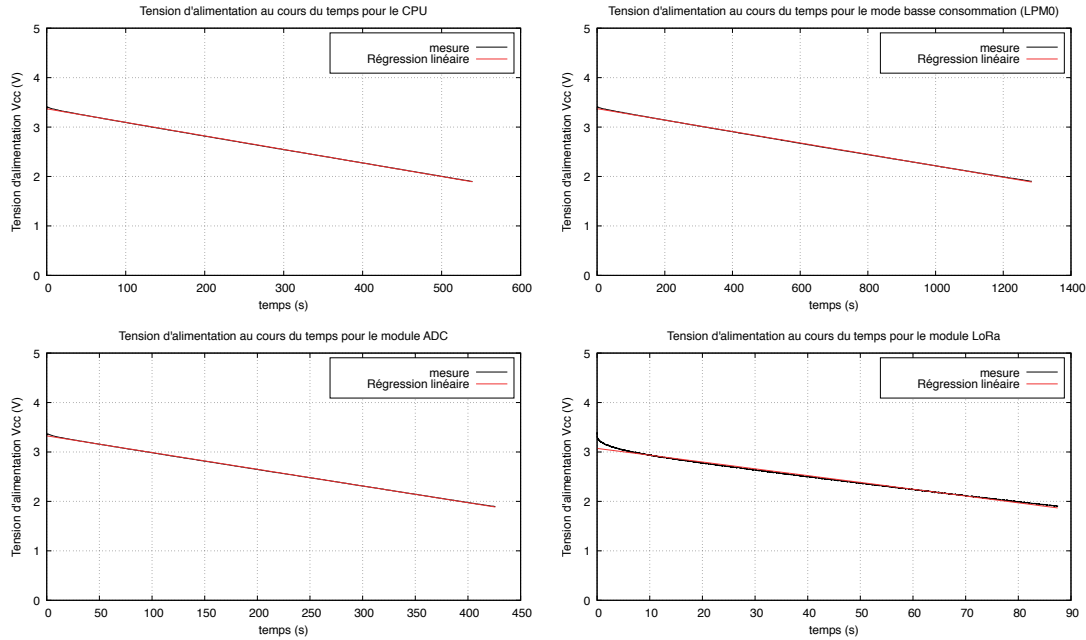 Tension d'alimentation au cours du temps pour le CPU
5
mesure
Régression linéaire
4
3
2
1
0
Tension d'alimentation Vcc (V)
0 100 200 300 400 500 600
temps (s)
Tension d'alimentation au cours du temps pour le mode basse consommation (LPM0)
5
mesure
Régression linéaire
4
3
2
1
0
Tension d'alimentation Vcc (V)
0 200 400 600 800 1000 1200 1400
temps (s)
Tension d'alimentation au cours du temps pour le module ADC
5
mesure
Régression linéaire
4
3
2
1
0
Tension d'alimentation Vcc (V)
0 50 100 150 200 250 300 350 400 450
temps (s)
Tension d'alimentation au cours du temps pour le module LoRa
5
mesure
Régression linéaire
4
3
2
1
0
Tension d'alimentation Vcc (V)
0 10 20 30 40 50 60 70 80 90
temps (s)